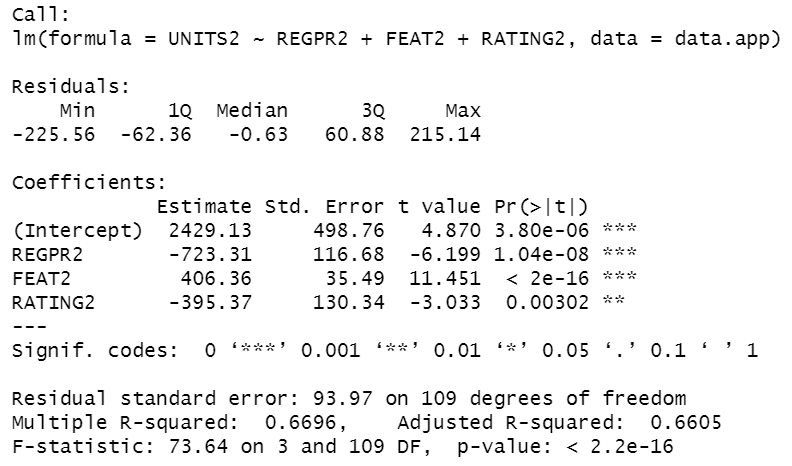 Call:
lm(formula = UNITS2 ~ REGPR2 + FEAT2 + RATING2, data = data.app)
Residuals:
    Min      1Q  Median      3Q     Max
-225.56  -62.36   -0.63   60.88  215.14
Coefficients:
            Estimate Std. Error t value Pr(>|t|)
(Intercept)  2429.13     498.76   4.870 3.80e-06 ***
REGPR2       -723.31     116.68  -6.199 1.04e-08 ***
FEAT2         406.36      35.49  11.451  < 2e-16 ***
RATING2      -395.37     130.34  -3.033  0.00302 **
---
Signif. codes:  0 ‘***’ 0.001 ‘**’ 0.01 ‘*’ 0.05 ‘.’ 0.1 ‘ ’ 1
Residual standard error: 93.97 on 109 degrees of freedom
Multiple R-squared:  0.6696,    Adjusted R-squared:  0.6605
F-statistic: 73.64 on 3 and 109 DF,  p-value: < 2.2e-16